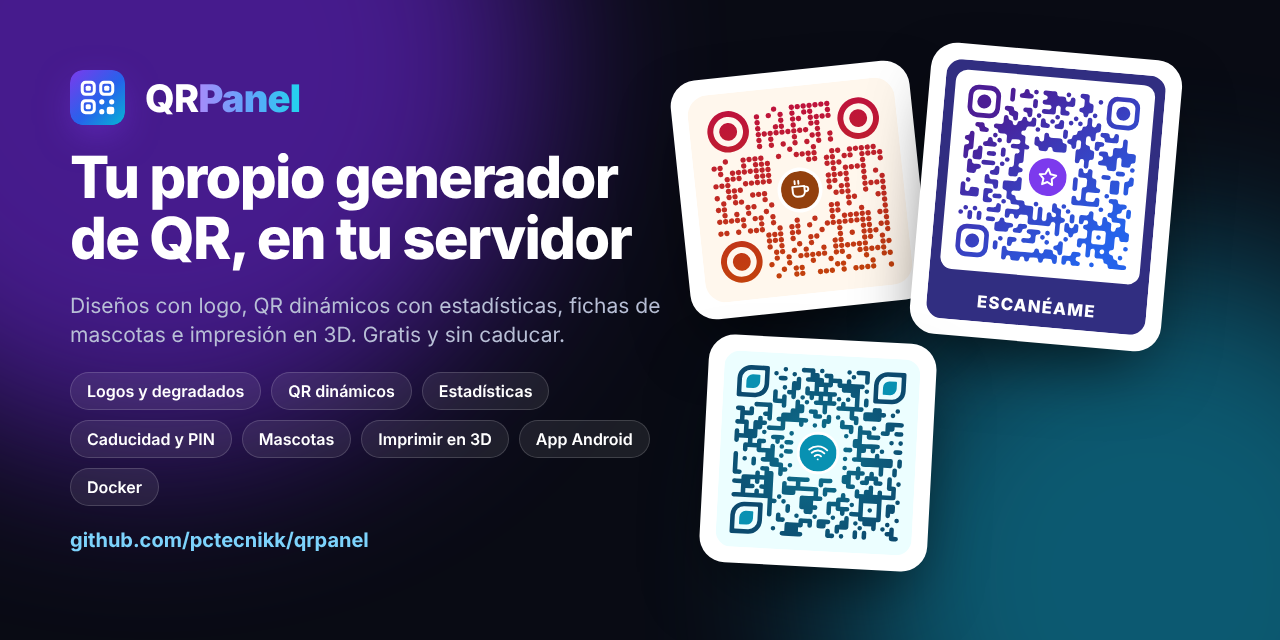 QRPanel
Tu propio generador
de QR, en tu servidor
Diseños con logo, QR dinámicos con estadísticas, fichas de
mascotas e impresión en 3D. Gratis y sin caducar.
Logos y degradados
QR dinámicos
Estadísticas
Caducidad y PIN
Mascotas
Imprimir en 3D
App Android
Docker
github.com/pctecnikk/qrpanel
ESCANÉAME